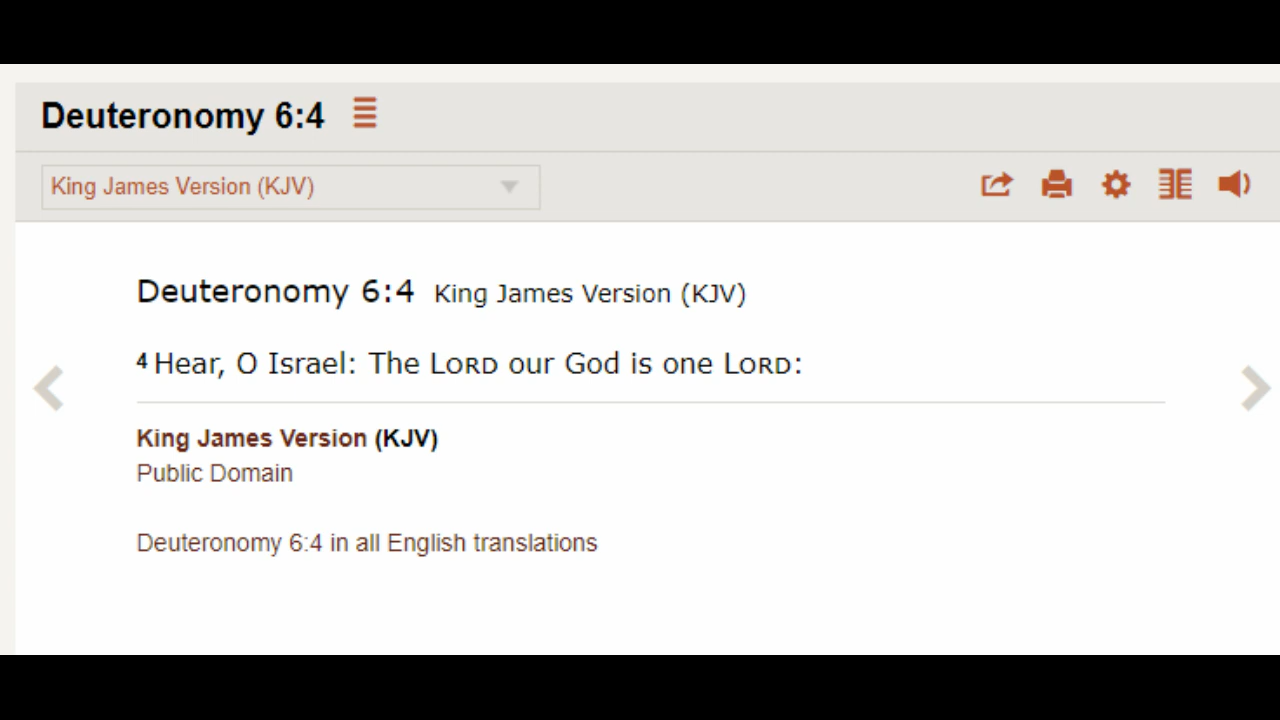 Deuteronomy 6:4
King James Version (KJV)
Deuteronomy 6:4 King James Version (KJV)
4 Hear, O Israel: The LORD our God is one LORD:
King James Version (KJV)
Public Domain
Deuteronomy 6:4 in all English translations